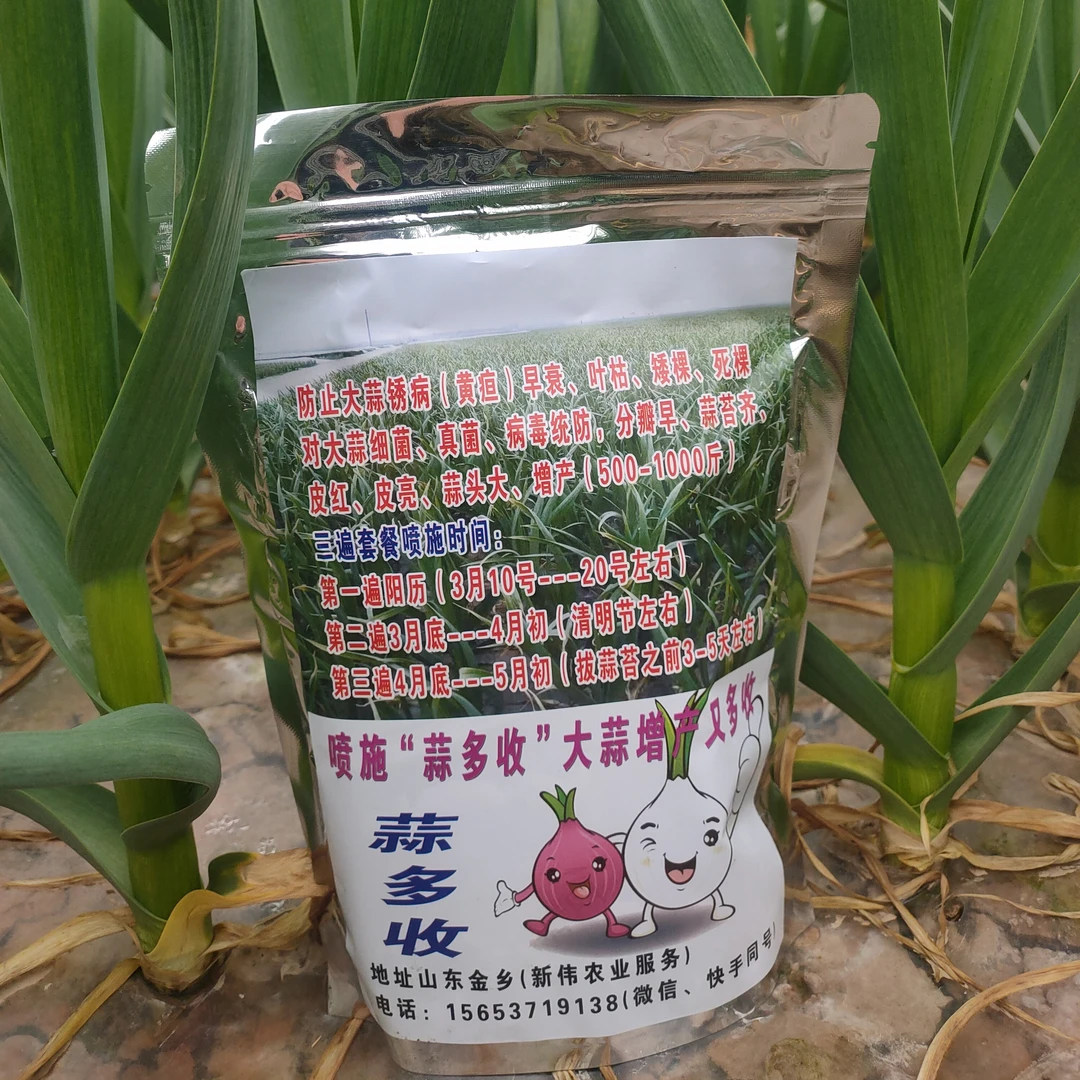 防止大蒜锈病（黄疸）早衰、叶枯、矮棵、死棵
对大蒜细菌、真菌、病毒统防，分瓣早、蒜苔齐、
皮红、皮亮、蒜头大、增产（500-1000斤）
三遍套餐喷施时间：
第一遍阳历（3月10号---20号左右）
第二遍3月底---4月初（清明节左右）
第三遍4月底---5月初（拔蒜苔之前3-5天左右）
喷施“蒜多收”大蒜增产又多收
蒜
多
收
地址山东金乡(新伟农业服务)
电话：15653719138(微信、快手同号)